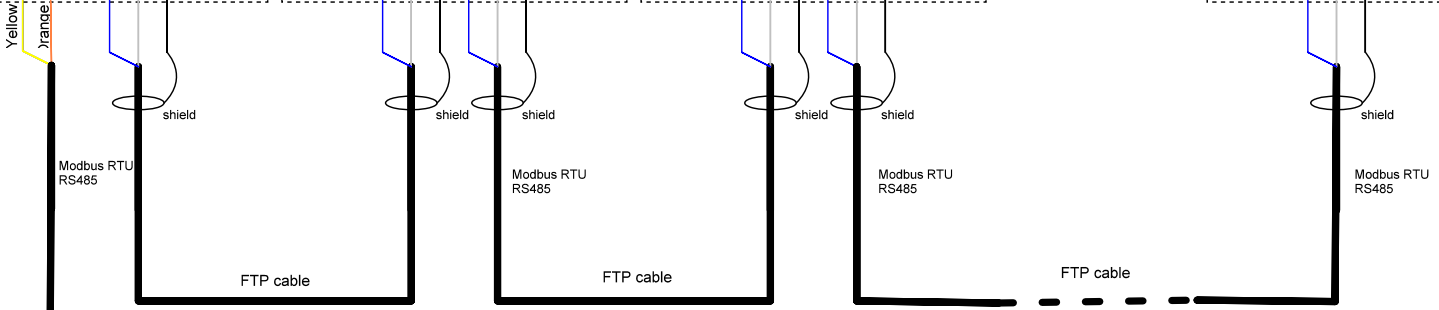 Yellow
shield
shield
shield
shield
shield
shield
Modbus RTU
RS485
Modbus RTU
RS485
Modbus RTU
RS485
Modbus RTU
RS485
FTP cable
FTP cable
FTP cable